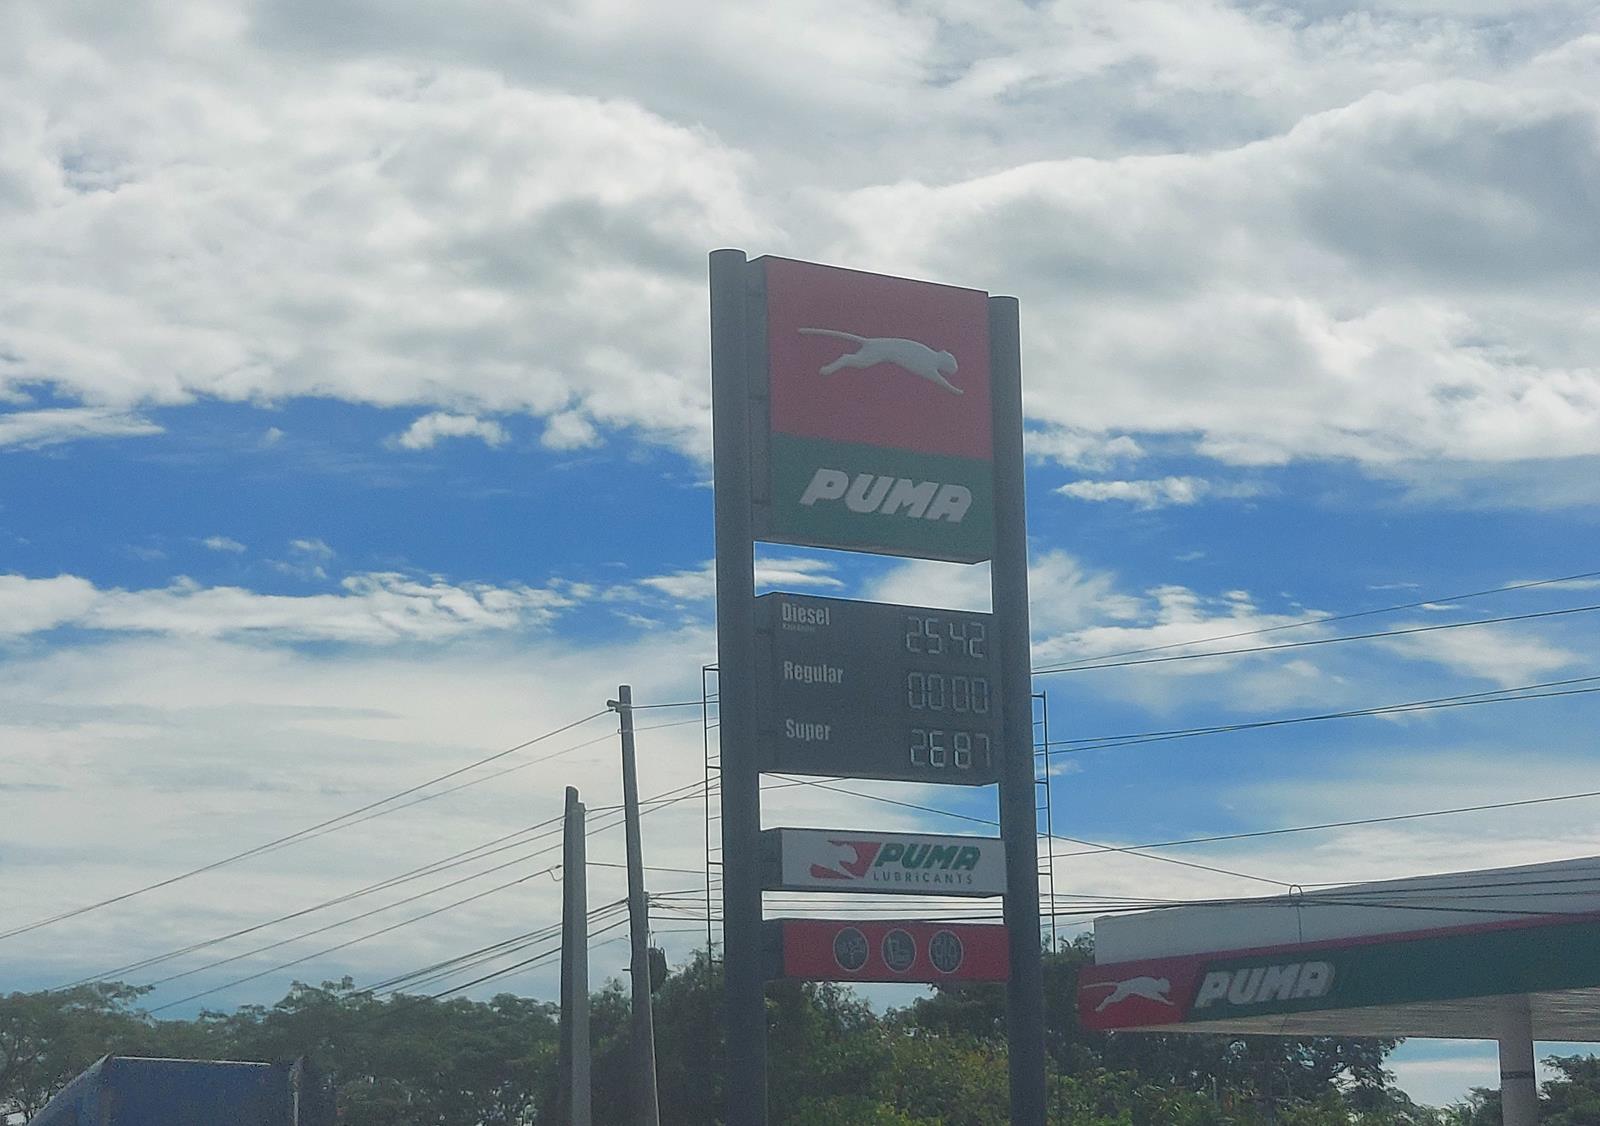 PUMA
Diesel
25.42
Regular
00.00
Super
26.87
PUMA
LUBRICANTS
PUMA